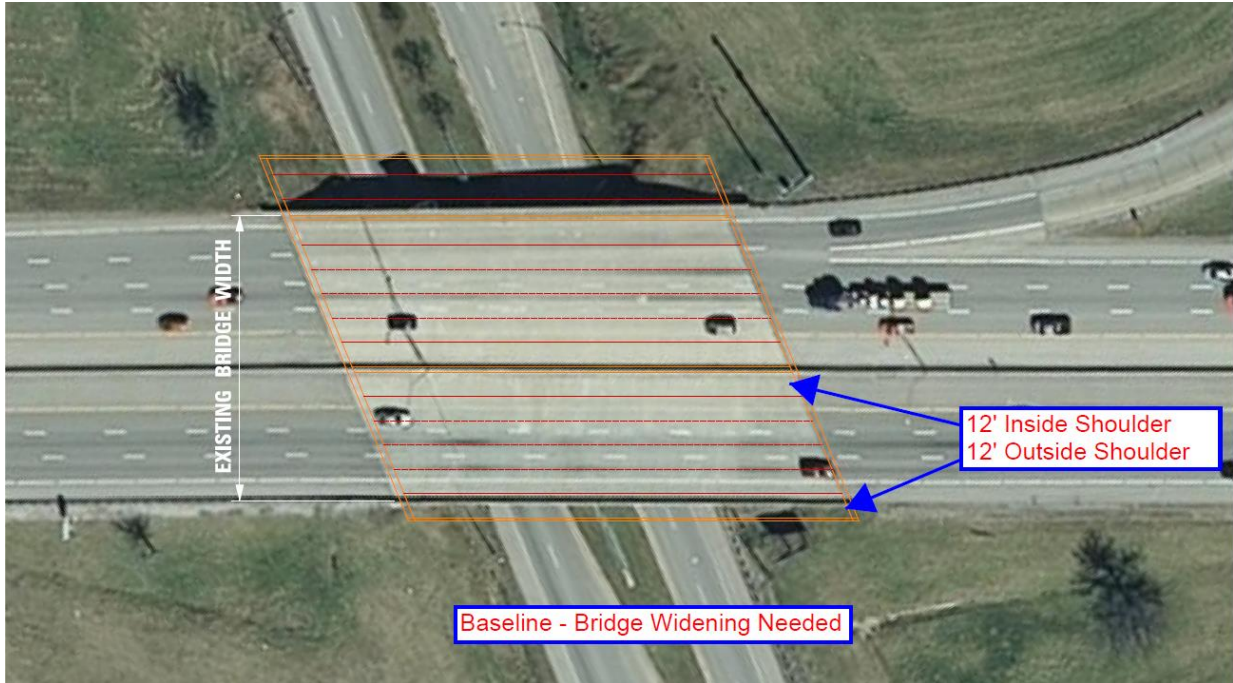 EXISTING BRIDGE WIDTH
12' Inside Shoulder
12' Outside Shoulder
Baseline - Bridge Widening Needed